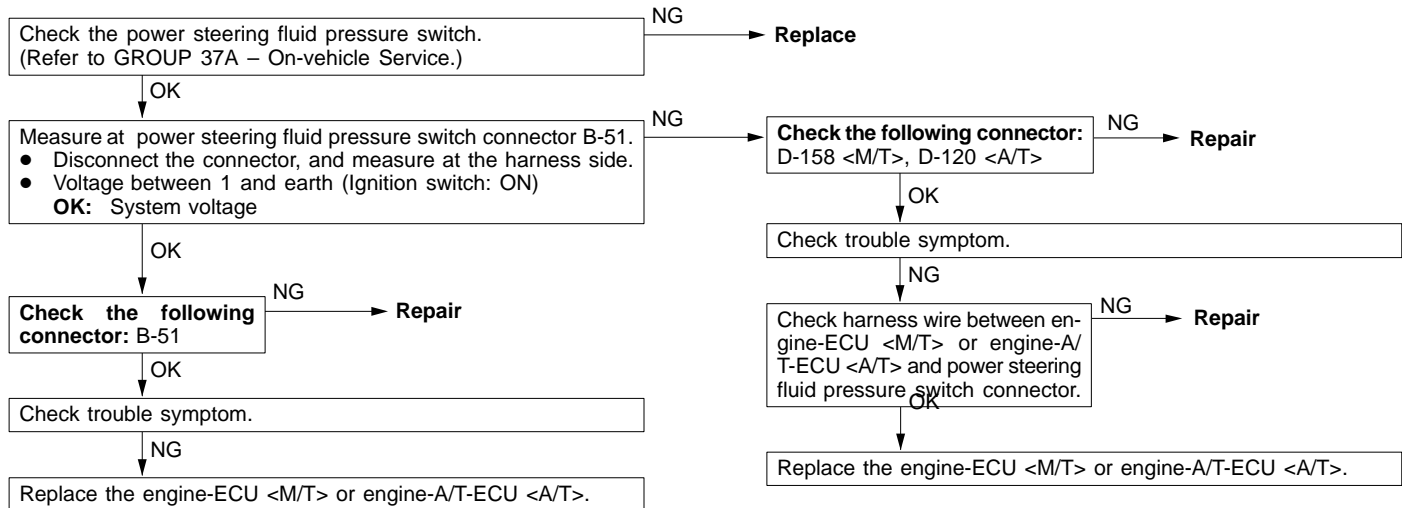 Check the power steering fluid pressure switch.
(Refer to GROUP 37A – On-vehicle Service.)
NG
Replace
OK
Measure at power steering fluid pressure switch connector B-51.
● Disconnect the connector, and measure at the harness side.
● Voltage between 1 and earth (Ignition switch: ON)
OK: System voltage
NG
Check the following connector:
D-158 <M/T>, D-120 <A/T>
NG
Repair
OK
OK
Check trouble symptom.
NG
Check the following
connector: B-51
NG
Repair
Check harness wire between en-
gine-ECU <M/T> or engine-A/
T-ECU <A/T> and power steering
fluid pressure switch connector.
NG
Repair
OK
OK
Check trouble symptom.
NG
Replace the engine-ECU <M/T> or engine-A/T-ECU <A/T>.
Replace the engine-ECU <M/T> or engine-A/T-ECU <A/T>.